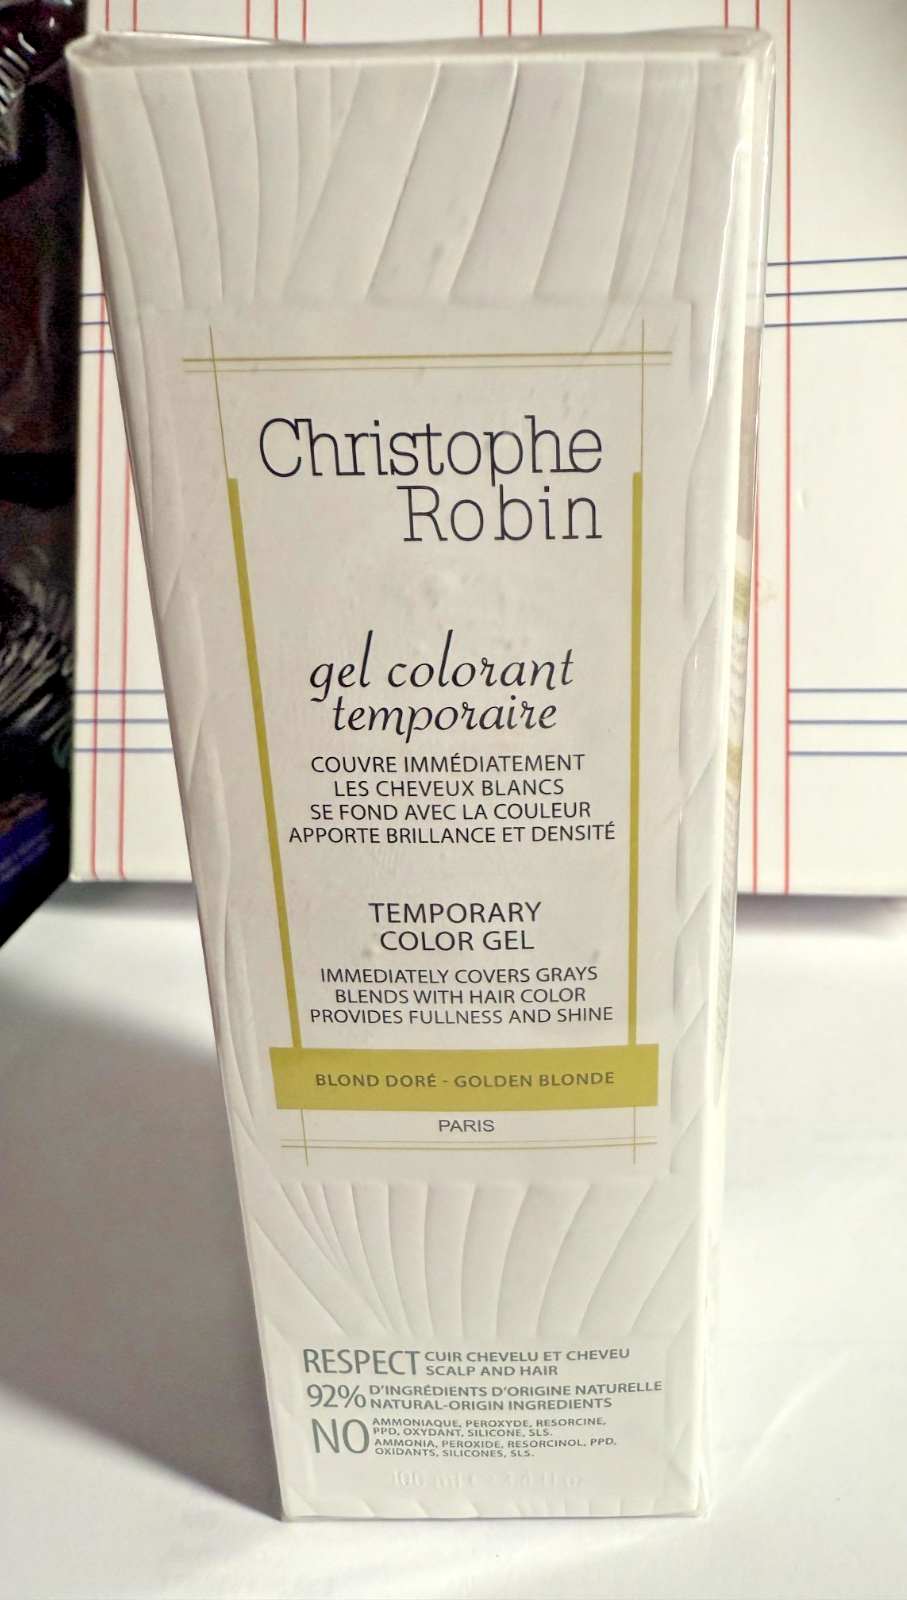 Christophe
Robin
gel colorant
temporaire
COUVRE IMMÉDIATEMENT
LES CHEVEUX BLANCS
SE FOND AVEC LA COULEUR
APPORTE BRILLANCE ET DENSITÉ
TEMPORARY
COLOR GEL
IMMEDIATELY COVERS GRAYS
BLENDS WITH HAIR COLOR
PROVIDES FULLNESS AND SHINE
BLOND DORÉ - GOLDEN BLONDE
PARIS
RESPECT CUIR CHEVELU ET CHEVEU
SCALP AND HAIR
92% D'INGRÉDIENTS D'ORIGINE NATURELLE
NATURAL-ORIGIN INGREDIENTS
NO AMMONIAQUE, PEROXYDE, RESORCINE,
PPD, OXYDANT, SILICONE, SLS.
AMMONIA, PEROXIDE, RESORCINOL, PPD,
OXIDANTS, SILICONES, SLS.
100 ml